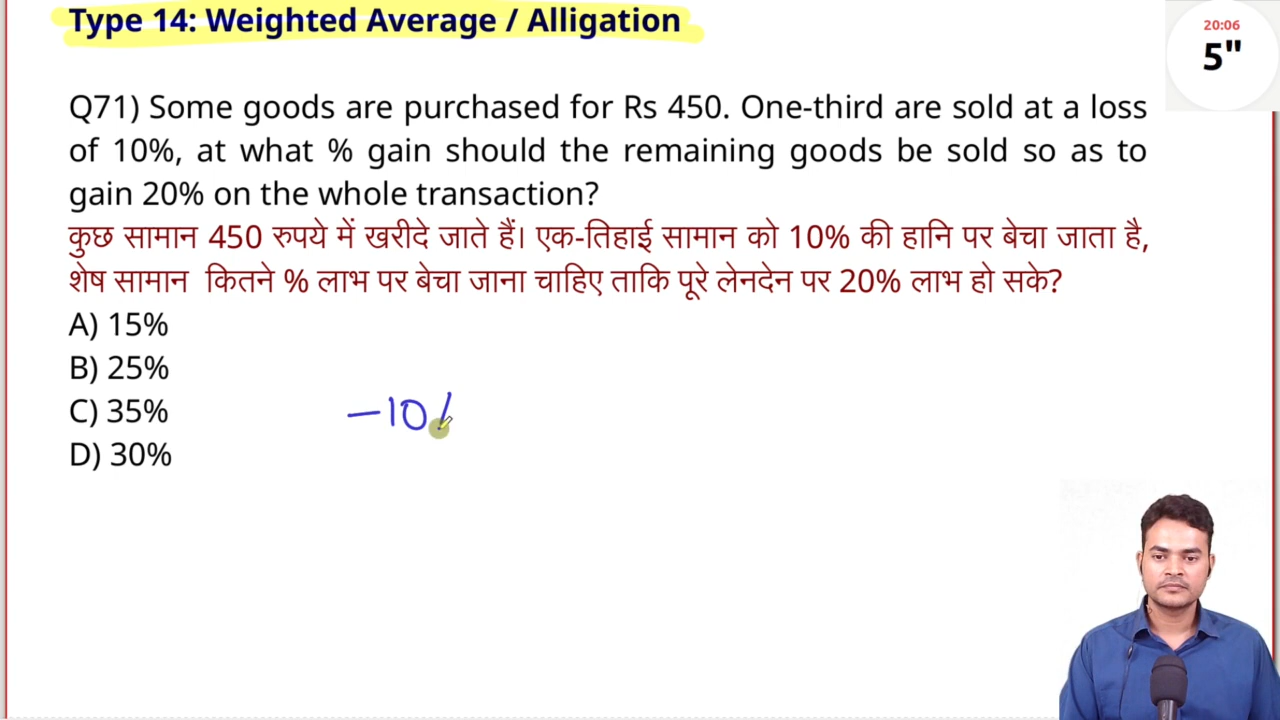 Type 14: Weighted Average / Alligation
20:06
5"
Q71) Some goods are purchased for Rs 450. One-third are sold at a loss
of 10%, at what % gain should the remaining goods be sold so as to
gain 20% on the whole transaction?
कुछ सामान 450 रुपये में खरीदे जाते हैं। एक-तिहाई सामान को 10% की हानि पर बेचा जाता है,
शेष सामान कितने % लाभ पर बेचा जाना चाहिए ताकि पूरे लेनदेन पर 20% लाभ हो सके?
A) 15%
B) 25%
C) 35%
D) 30%
-10/